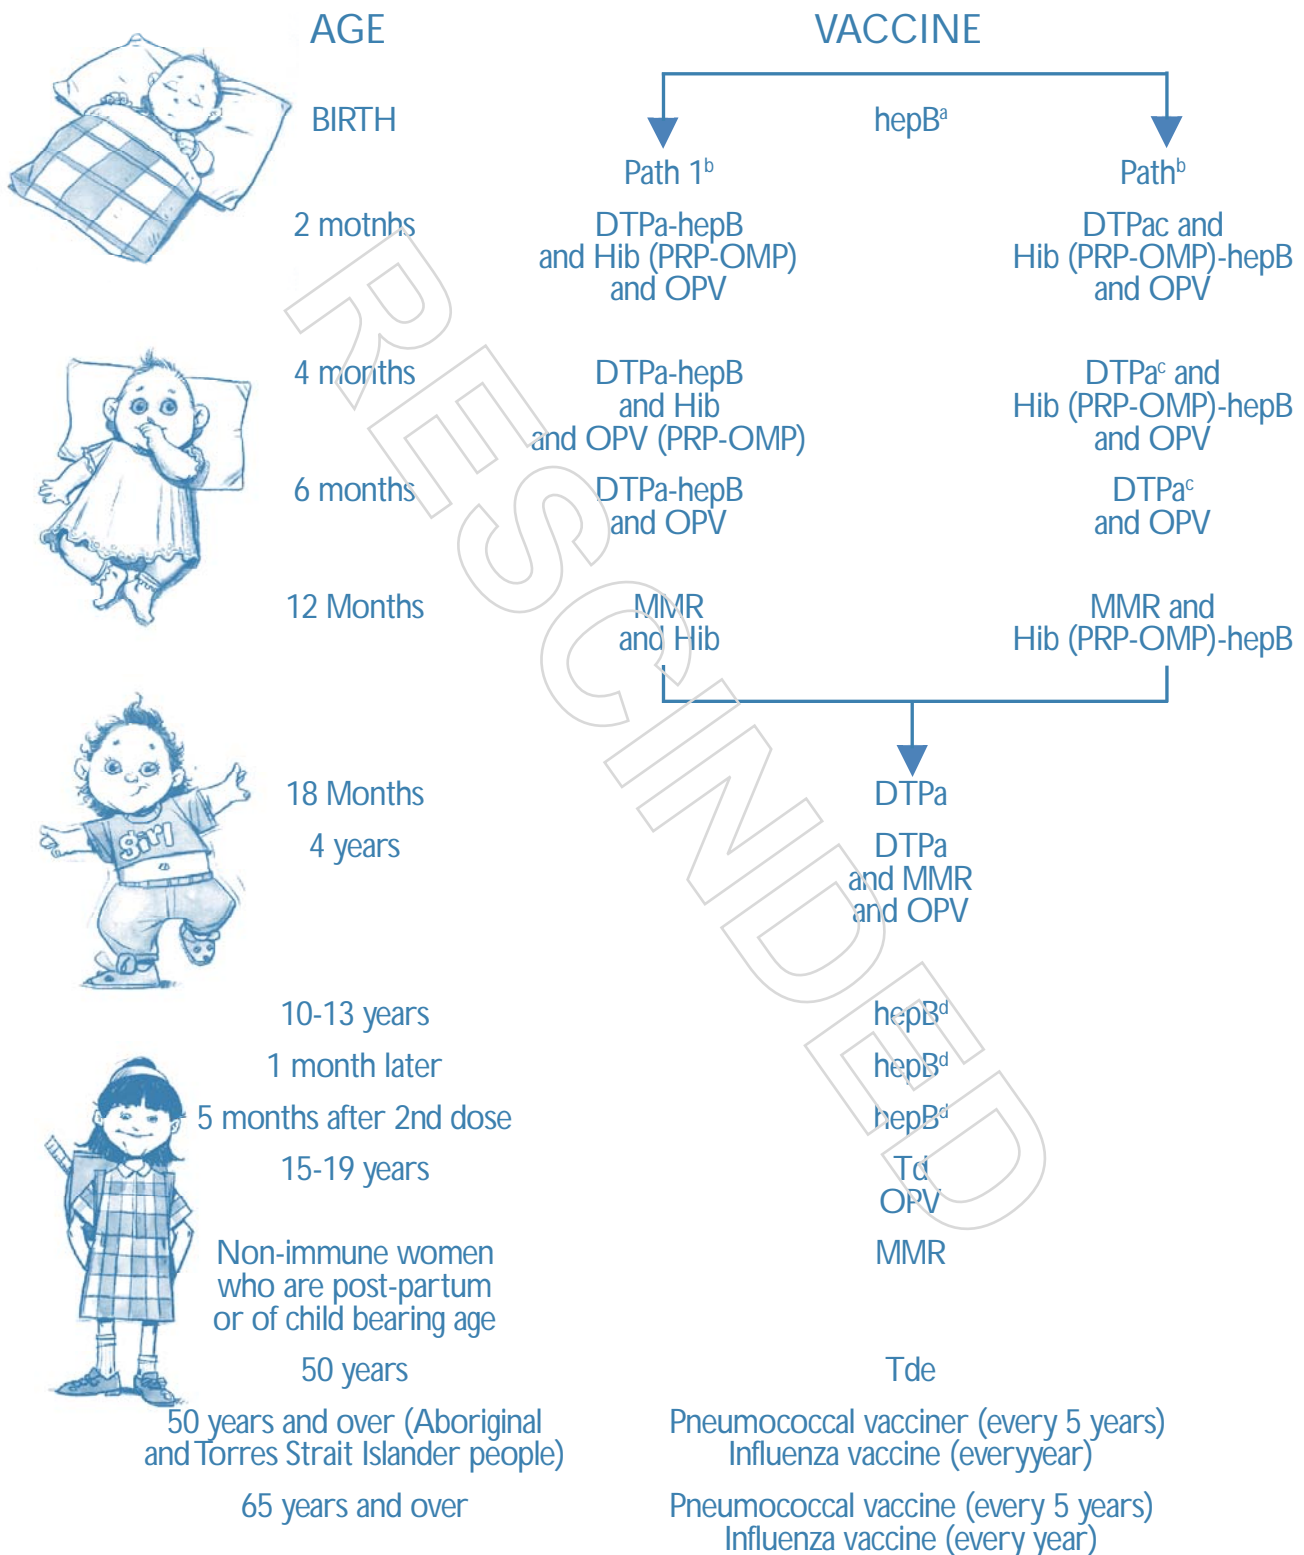 AGE VACCINE
BIRTH hepBᵃ
Path 1ᵇ Pathᵇ
2 motnhs DTPa-hepB DTPac and
and Hib (PRP-OMP) Hib (PRP-OMP)-hepB
and OPV and OPV
4 months DTPa-hepB DTPaᶜ and
and Hib Hib (PRP-OMP)-hepB
and OPV (PRP-OMP) and OPV
6 months DTPa-hepB DTPaᶜ
and OPV and OPV
12 Months MMR MMR and
and Hib Hib (PRP-OMP)-hepB
18 Months DTPa
girl
4 years DTPa
and MMR
and OPV
10-13 years hepBᵈ
1 month later hepBᵈ
5 months after 2nd dose hepBᵈ
15-19 years Td
OPV
Non-immune women MMR
who are post-partum
or of child bearing age
50 years Tde
50 years and over (Aboriginal Pneumococcal vacciner (every 5 years)
and Torres Strait Islander people) Influenza vaccine (everyyear)
65 years and over Pneumococcal vaccine (every 5 years)
Influenza vaccine (every year)
RESCINDED